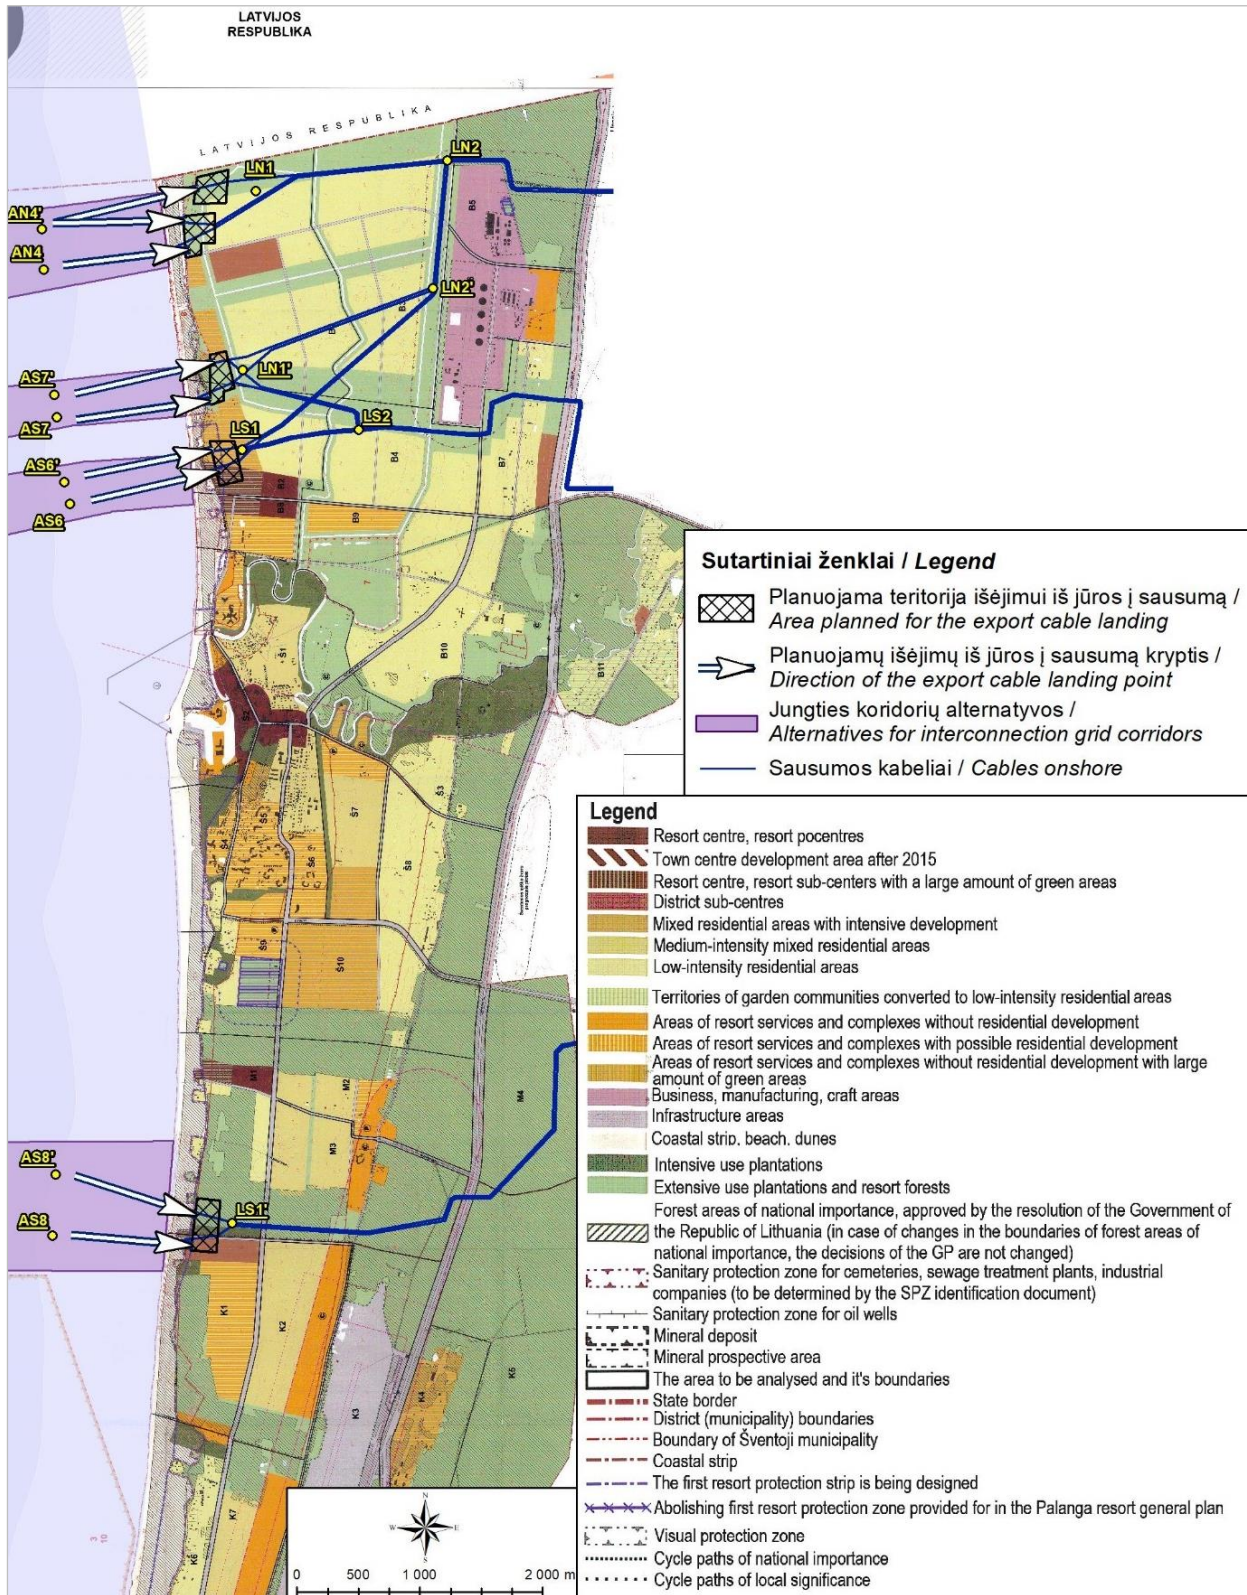 LATVIJOS
RESPUBLIKA
LATVIJOS RESPUBLIKA
LN1
LN2
AN4'
AN4
B5
LN2'
B3
AS7'
LN1'
AS7
LS1
LS2
AS6'
AS6
B2
B4
B7
B8
B9
Š1
B10
B11
Š2
Š3
Š4
Š5
Š6
Š7
Š8
Š9
Š10
M1
M2
M3
M4
AS8'
AS8
LS1'
K1
K2
K3
K4
K5
K6
K7
3
10
Sutartiniai ženklai / Legend
Planuojama teritorija išėjimui iš jūros į sausumą /
Area planned for the export cable landing
Planuojamų išėjimų iš jūros į sausumą kryptis /
Direction of the export cable landing point
Jungties koridorių alternatyvos /
Alternatives for interconnection grid corridors
Sausumos kabeliai / Cables onshore
Legend
Resort centre, resort pocentres
Town centre development area after 2015
Resort centre, resort sub-centers with a large amount of green areas
District sub-centres
Mixed residential areas with intensive development
Medium-intensity mixed residential areas
Low-intensity residential areas
Territories of garden communities converted to low-intensity residential areas
Areas of resort services and complexes without residential development
Areas of resort services and complexes with possible residential development
Areas of resort services and complexes without residential development with large
amount of green areas
Business, manufacturing, craft areas
Infrastructure areas
Coastal strip, beach, dunes
Intensive use plantations
Extensive use plantations and resort forests
Forest areas of national importance, approved by the resolution of the Government of
the Republic of Lithuania (in case of changes in the boundaries of forest areas of
national importance, the decisions of the GP are not changed)
Sanitary protection zone for cemeteries, sewage treatment plants, industrial
companies (to be determined by the SPZ identification document)
Sanitary protection zone for oil wells
Mineral deposit
Mineral prospective area
The area to be analysed and it's boundaries
State border
District (municipality) boundaries
Boundary of Šventoji municipality
Coastal strip
The first resort protection strip is being designed
Abolishing first resort protection zone provided for in the Palanga resort general plan
Visual protection zone
Cycle paths of national importance
Cycle paths of local significance
N
W E
S
0 500 1 000 2 000 m